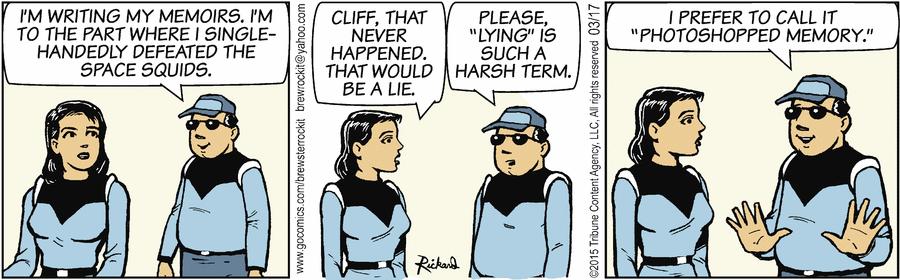 I'M WRITING MY MEMOIRS. I'M
TO THE PART WHERE I SINGLE-
HANDEDLY DEFEATED THE
SPACE SQUIDS.
www.gocomics.com/brewsterrockit brewrockit@yahoo.com
CLIFF, THAT
NEVER
HAPPENED.
THAT WOULD
BE A LIE.
PLEASE,
"LYING" IS
SUCH A
HARSH TERM.
Rickard
©2015 Tribune Content Agency, LLC. All rights reserved 03/17
I PREFER TO CALL IT
"PHOTOSHOPPED MEMORY."